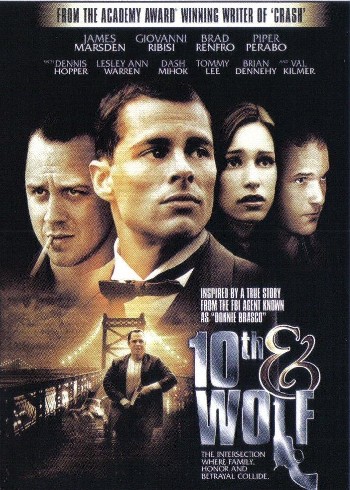 FROM THE ACADEMY AWARD® WINNING WRITER OF 'CRASH'
JAMES GIOVANNI BRAD PIPER
MARSDEN RIBISI RENFRO PERABO
WITH DENNIS LESLEY ANN DASH TOMMY BRIAN AND VAL
HOPPER WARREN MIHOK LEE DENNEHY KILMER
INSPIRED BY A TRUE STORY
FROM THE FBI AGENT KNOWN
AS "DONNIE BRASCO"
10th &
WOLF
THE INTERSECTION
WHERE FAMILY,
HONOR AND
BETRAYAL COLLIDE.